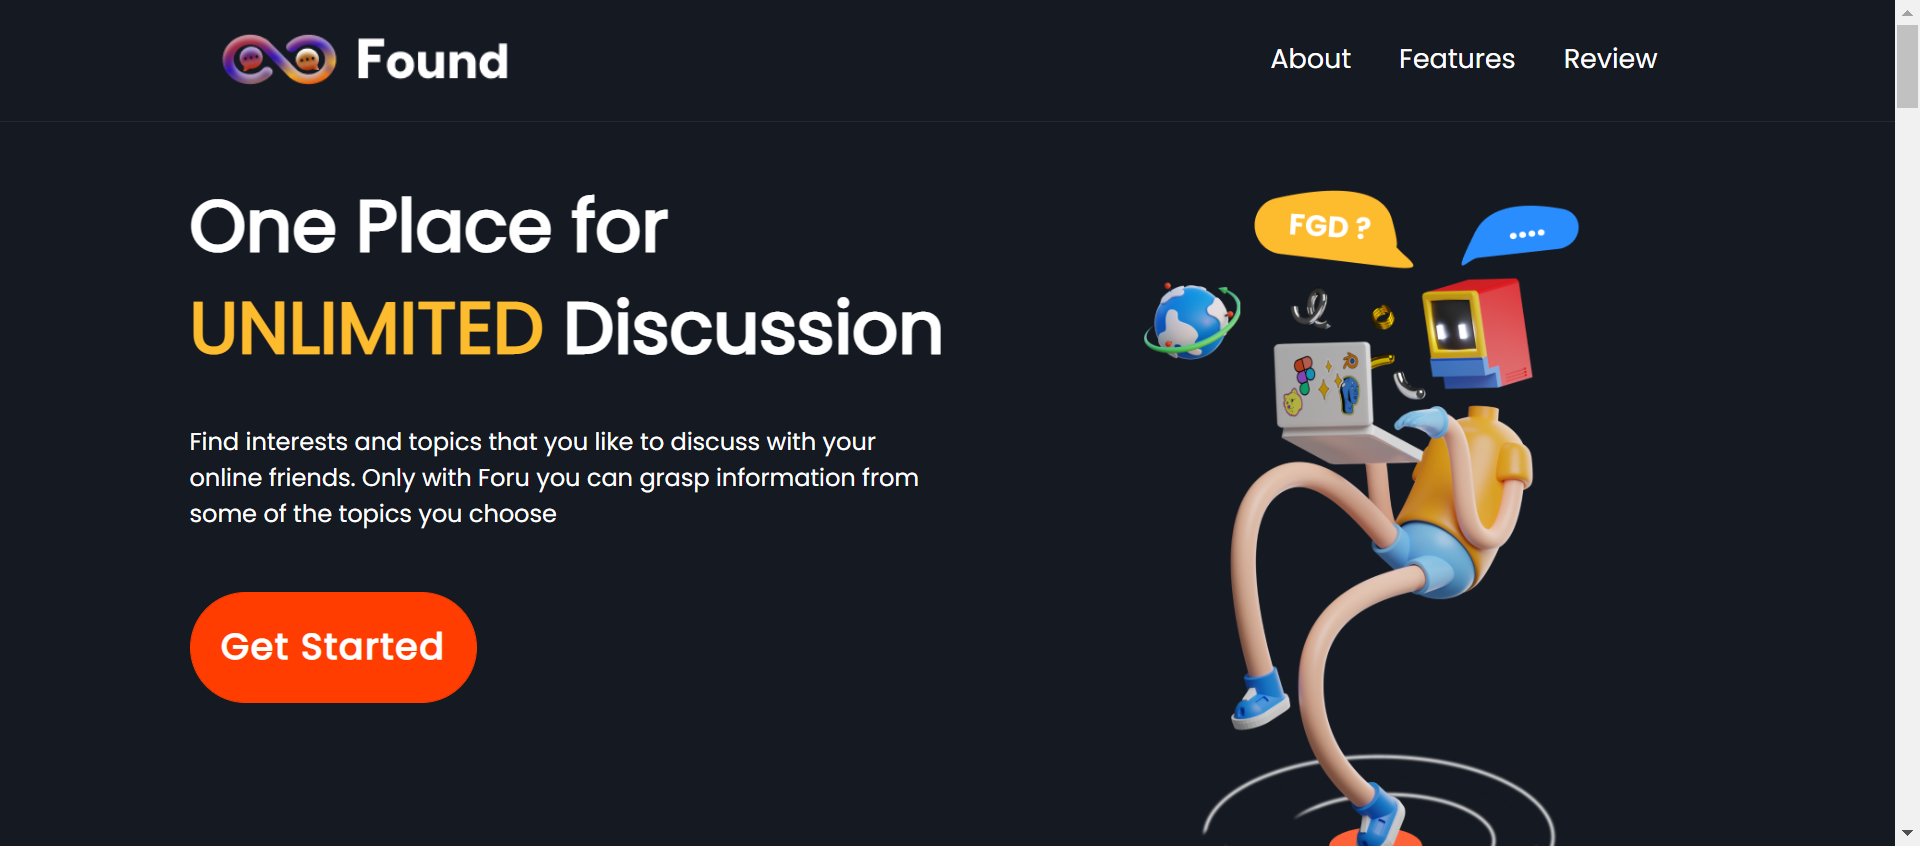 Found
About
Features
Review
One Place for
UNLIMITED Discussion
Find interests and topics that you like to discuss with your
online friends. Only with Foru you can grasp information from
some of the topics you choose
Get Started
FGD ?
....